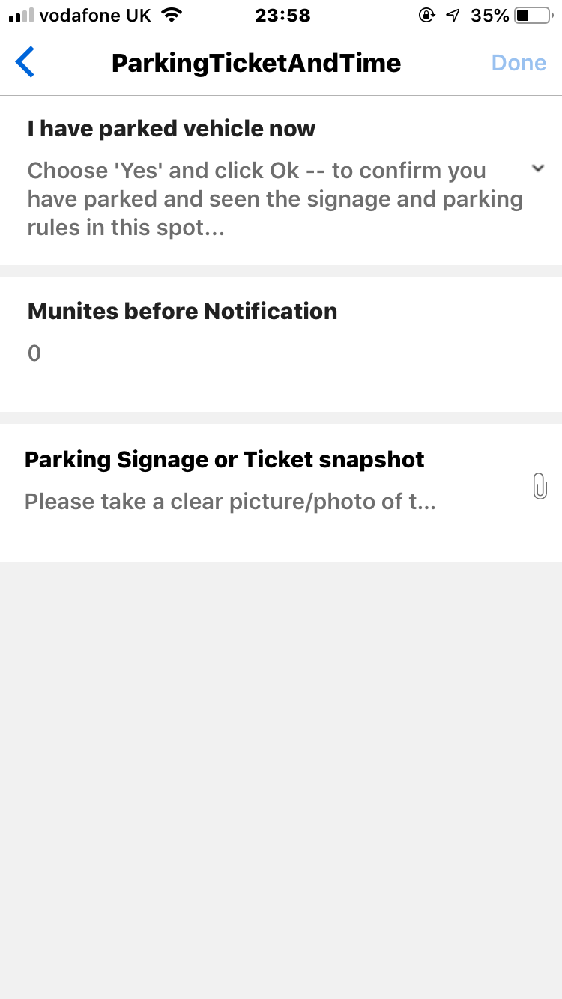 vodafone UK 23:58 35%
ParkingTicketAndTime Done
I have parked vehicle now
Choose 'Yes' and click Ok -- to confirm you
have parked and seen the signage and parking
rules in this spot...
Munites before Notification
0
Parking Signage or Ticket snapshot
Please take a clear picture/photo of t...